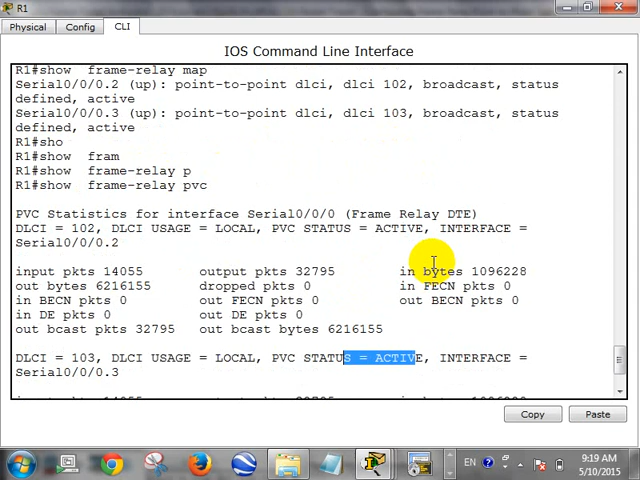 R1
Physical Config CLI
IOS Command Line Interface
R1#show frame-relay map
Serial0/0/0.2 (up): point-to-point dlci, dlci 102, broadcast, status
defined, active
Serial0/0/0.3 (up): point-to-point dlci, dlci 103, broadcast, status
defined, active
R1#sho
R1#show fram
R1#show frame-relay p
R1#show frame-relay pvc
PVC Statistics for interface Serial0/0/0 (Frame Relay DTE)
DLCI = 102, DLCI USAGE = LOCAL, PVC STATUS = ACTIVE, INTERFACE =
Serial0/0/0.2
input pkts 14055 output pkts 32795 in bytes 1096228
out bytes 6216155 dropped pkts 0 in FECN pkts 0
in BECN pkts 0 out FECN pkts 0 out BECN pkts 0
in DE pkts 0 out DE pkts 0
out bcast pkts 32795 out bcast bytes 6216155
DLCI = 103, DLCI USAGE = LOCAL, PVC STATUS = ACTIVE, INTERFACE =
Serial0/0/0.3
Copy Paste
EN
9:19 AM
5/10/2015